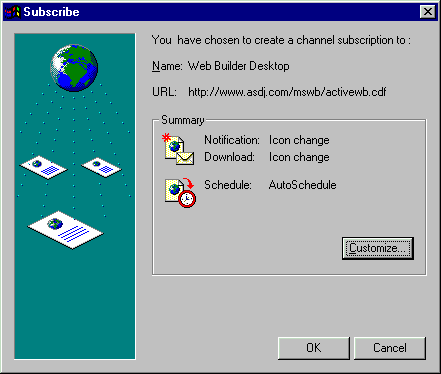 Subscribe
You have chosen to create a channel subscription to :
Name: Web Builder Desktop
URL: http://www.asdj.com/mswb/activewb.cdf
Summary
Notification: Icon change
Download: Icon change
Schedule: AutoSchedule
Customize...
OK Cancel